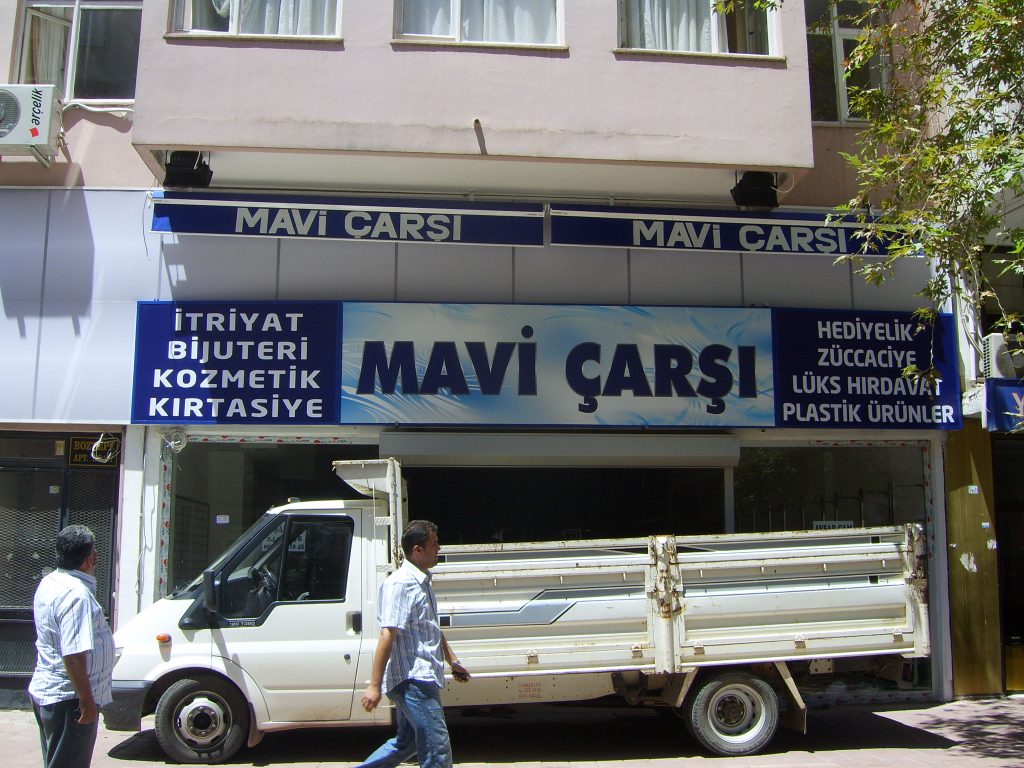 arçelik
MAVİ ÇARŞI
MAVİ ÇARŞI
İTRİYAT
BİJUTERİ
KOZMETİK
KIRTASİYE
MAVİ ÇARŞI
HEDİYELİK
ZÜCCACİYE
LÜKS HIRDAVAT
PLASTİK ÜRÜNLER
APT.